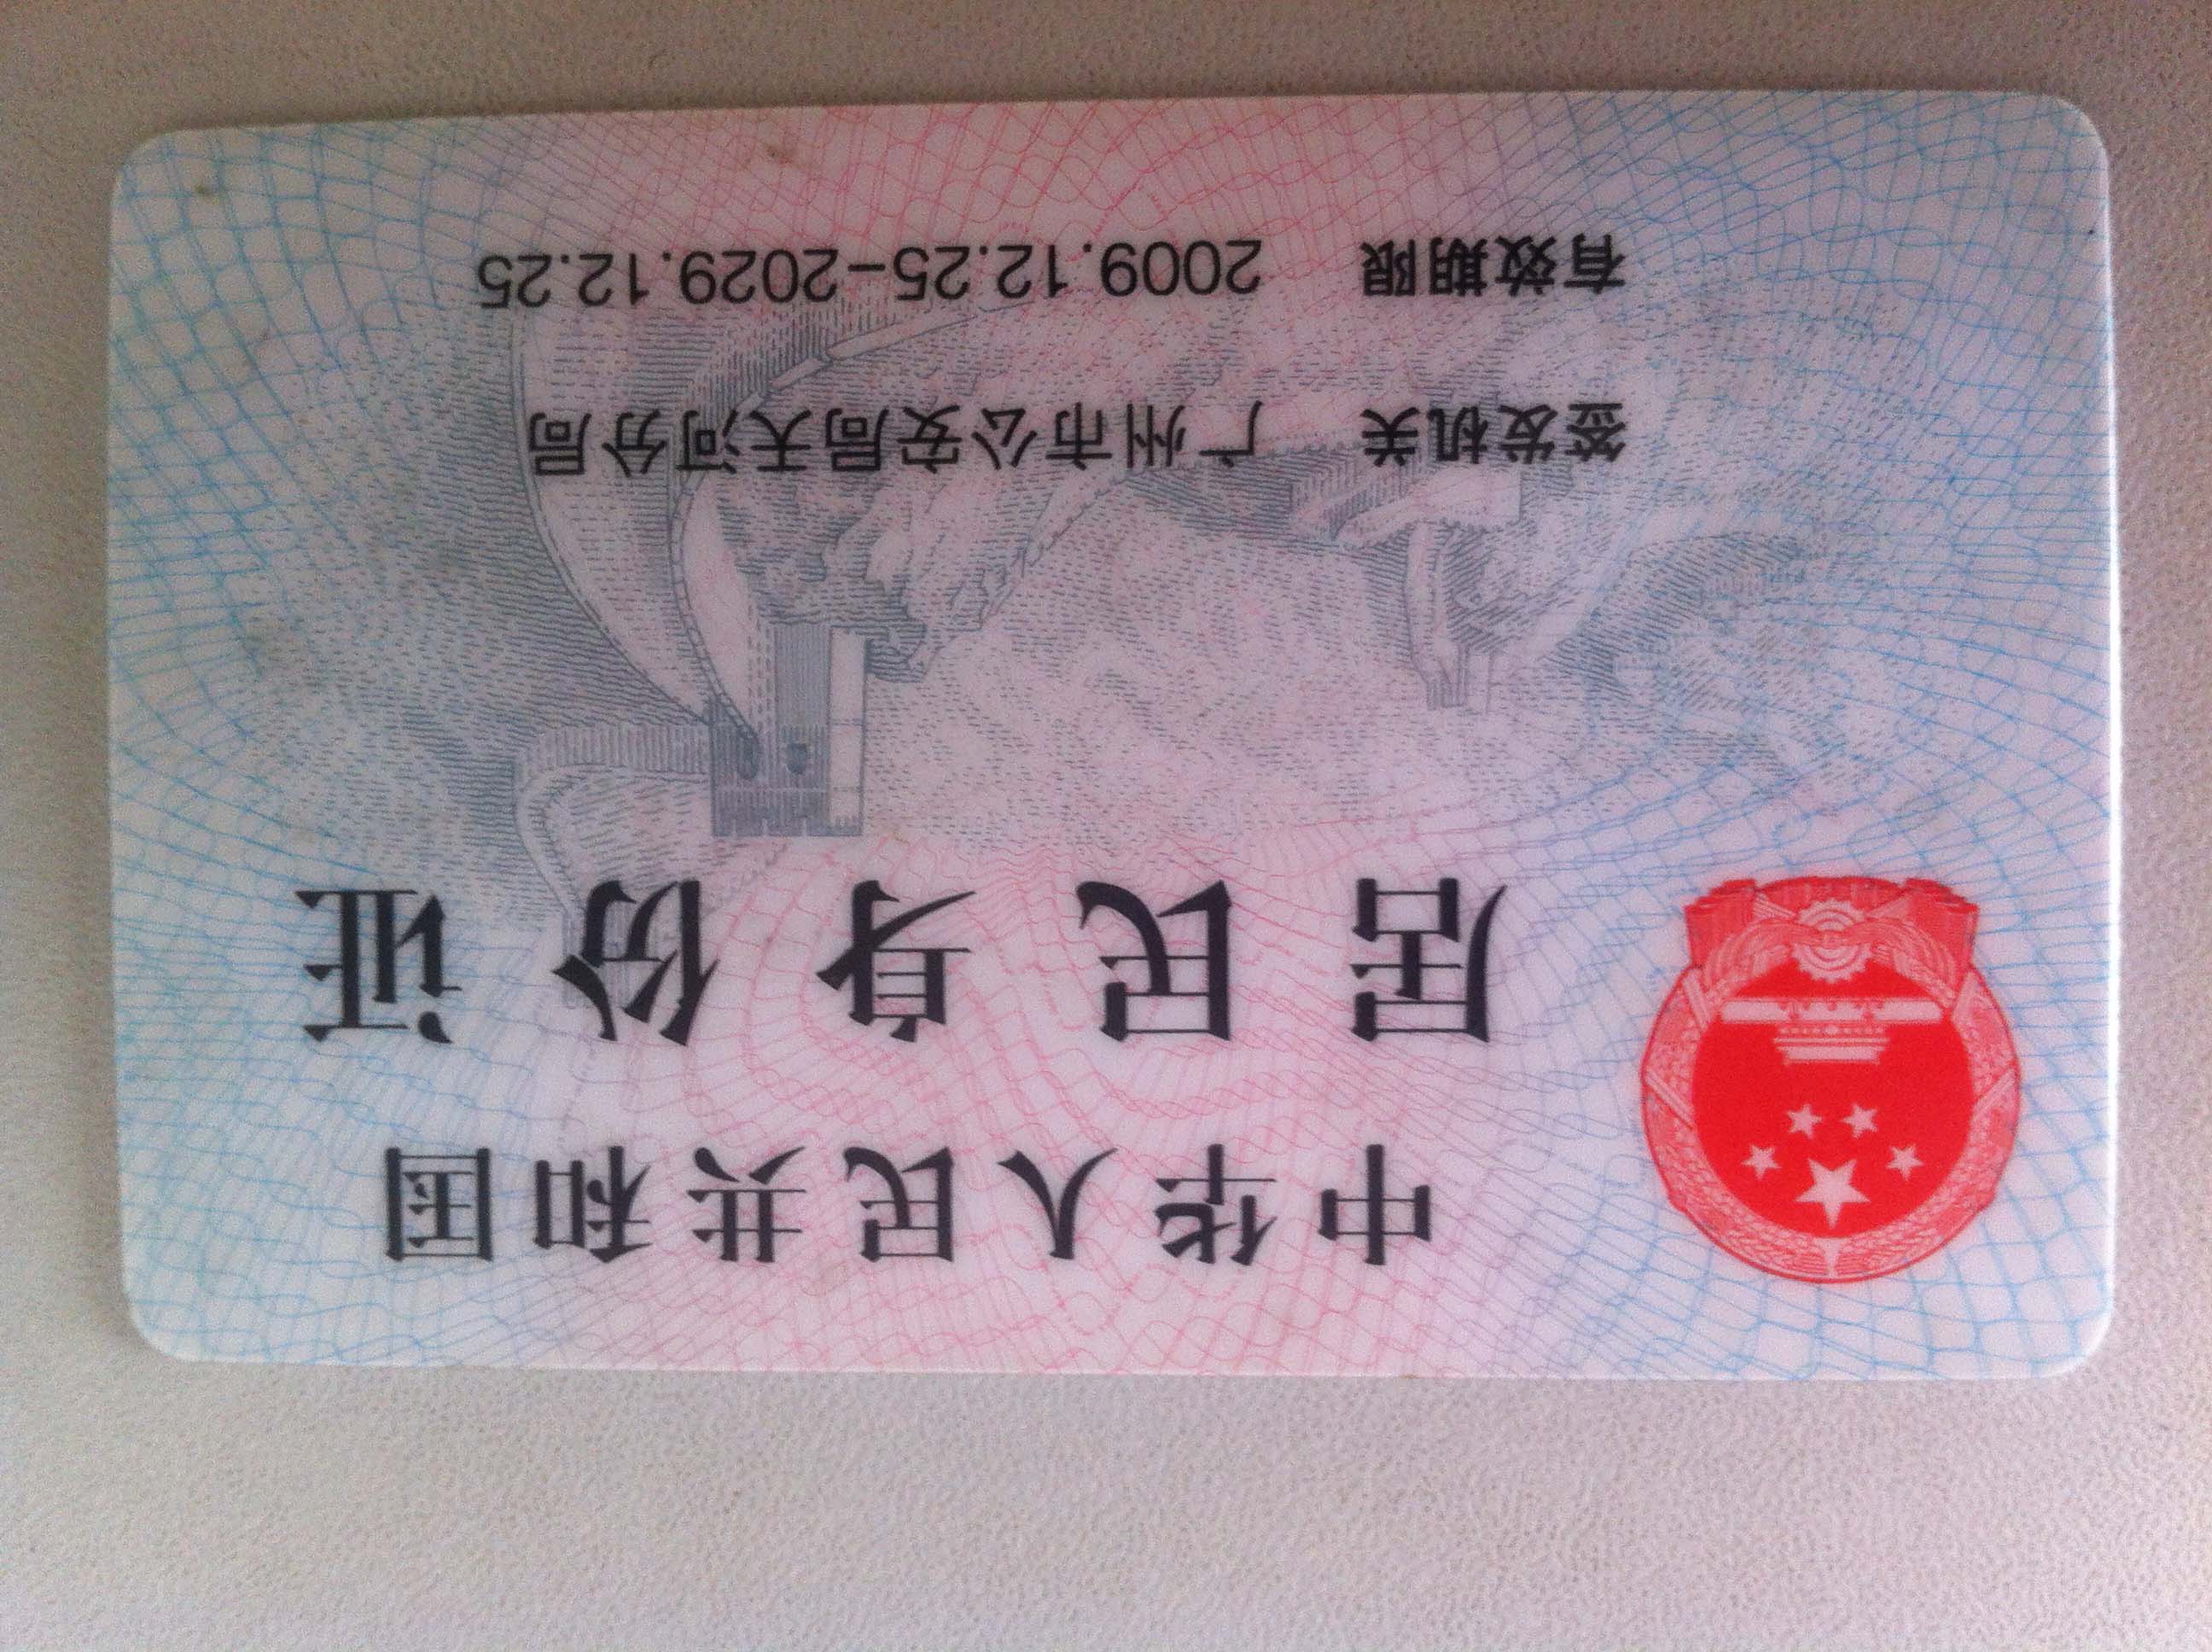 中华人民共和国
居民身份证
签发机关 广州市公安局天河分局
有效期限 2009.12.25-2029.12.25